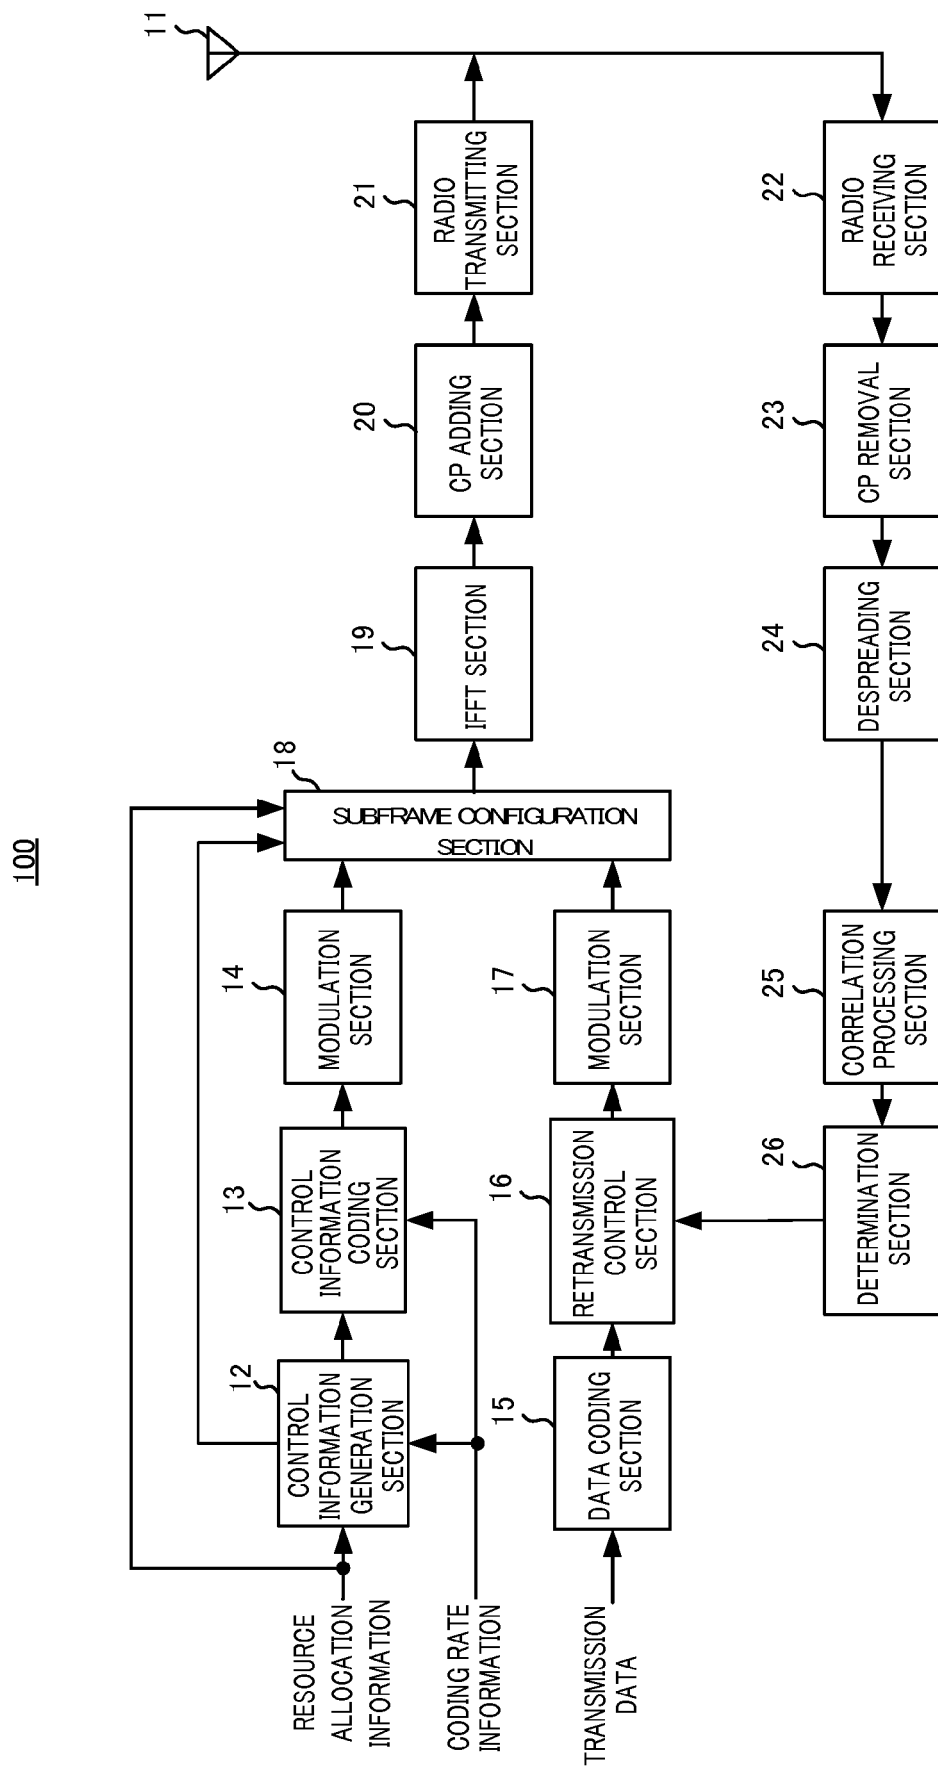 100
11
RESOURCE
ALLOCATION
INFORMATION
12
CONTROL
INFORMATION
GENERATION
SECTION
13
CONTROL
INFORMATION
CODING
SECTION
14
MODULATION
SECTION
18
SUBFRAME CONFIGURATION
SECTION
19
IFFT SECTION
20
CP ADDING
SECTION
21
RADIO
TRANSMITTING
SECTION
CODING RATE
INFORMATION
TRANSMISSION
DATA
15
DATA CODING
SECTION
16
RETRANSMISSION
CONTROL
SECTION
17
MODULATION
SECTION
26
DETERMINATION
SECTION
25
CORRELATION
PROCESSING
SECTION
24
DESPREADING
SECTION
23
CP REMOVAL
SECTION
22
RADIO
RECEIVING
SECTION